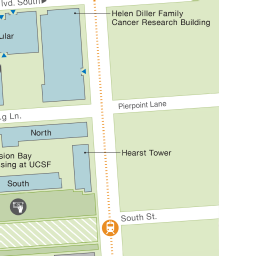 lvd. South
Helen Diller Family
Cancer Research Building
ular
Pierpoint Lane
g Ln.
North
sion Bay
sing at UCSF
Hearst Tower
South
South St.